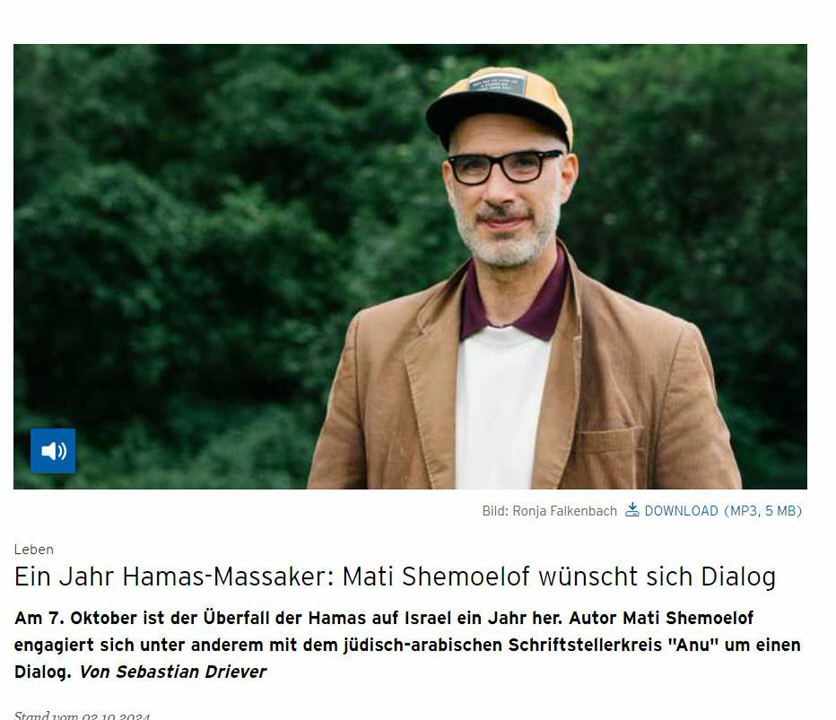 Bild: Ronja Falkenbach DOWNLOAD (MP3, 5 MB)
Leben
Ein Jahr Hamas-Massaker: Mati Shemoelof wünscht sich Dialog
Am 7. Oktober ist der Überfall der Hamas auf Israel ein Jahr her. Autor Mati Shemoelof
engagiert sich unter anderem mit dem jüdisch-arabischen Schriftstellerkreis "Anu" um einen
Dialog. Von Sebastian Driever
Stand vom 02.10.2024